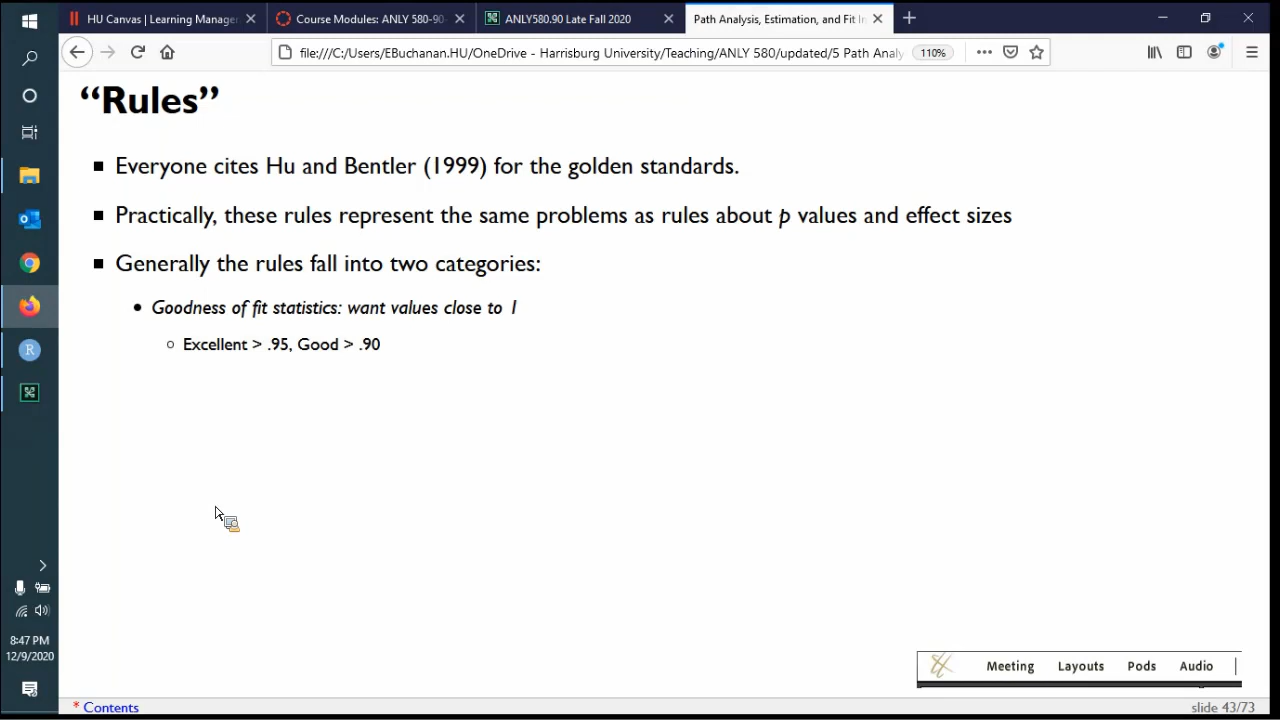 HU Canvas | Learning Manage
Course Modules: ANLY 580-90-
ANLY580.90 Late Fall 2020
Path Analysis, Estimation, and Fit In
file:///C:/Users/EBuchanan.HU/OneDrive - Harrisburg University/Teaching/ANLY 580/updated/5 Path Analy
110%
“Rules”
Everyone cites Hu and Bentler (1999) for the golden standards.
Practically, these rules represent the same problems as rules about p values and effect sizes
Generally the rules fall into two categories:
Goodness of fit statistics: want values close to 1
Excellent > .95, Good > .90
8:47 PM
12/9/2020
Meeting Layouts Pods Audio
* Contents
slide 43/73